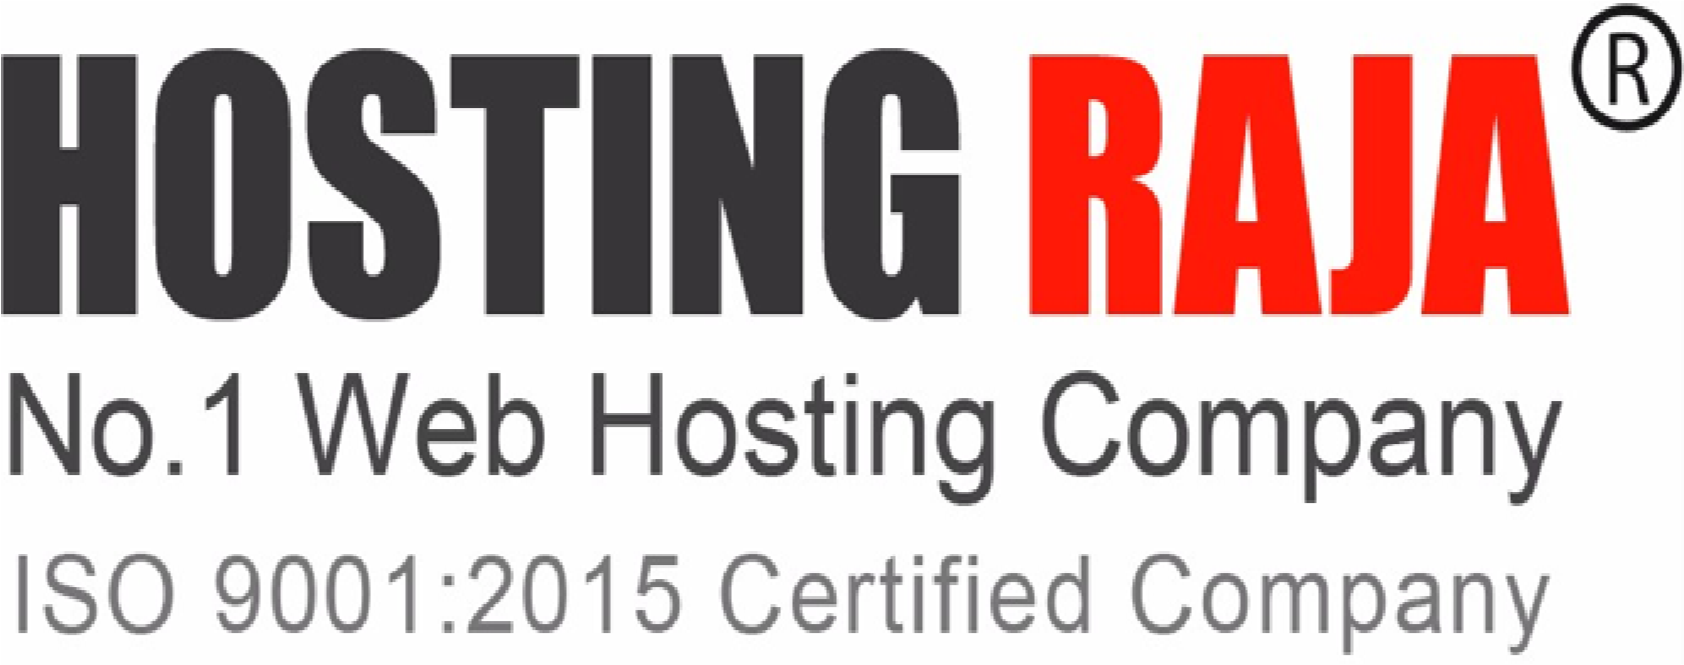 HOSTING RAJA®
No.1 Web Hosting Company
ISO 9001:2015 Certified Company